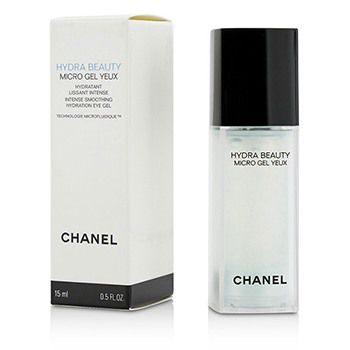 HYDRA BEAUTY
MICRO GEL YEUX
HYDRATANT
LISSANT INTENSE
INTENSE SMOOTHING
HYDRATION EYE GEL
TECHNOLOGIE MICROFLUIDIQUE™
CHANEL
15 ml 0.5 FL. OZ.
HYDRA BEAUTY
MICRO GEL YEUX
CHANEL